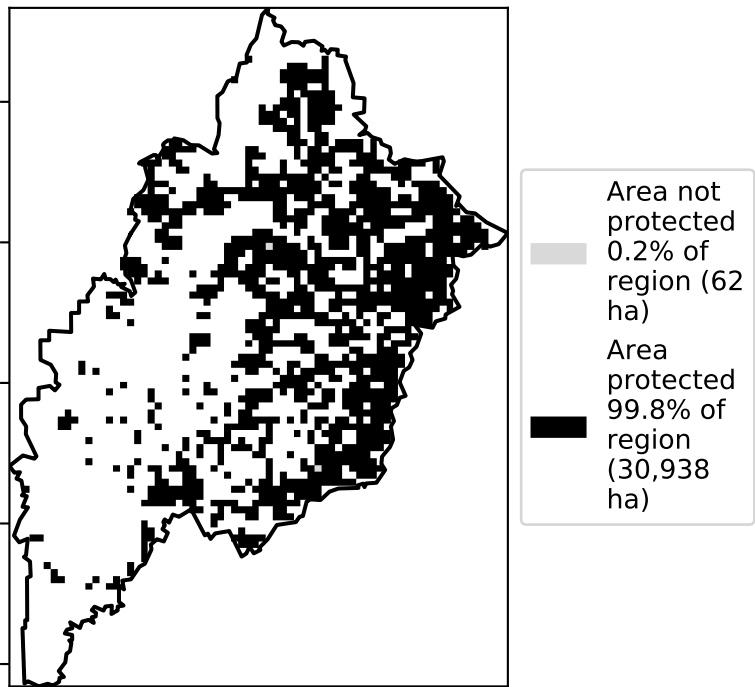 Area not
protected
0.2% of
region (62
ha)
Area
protected
99.8% of
region
(30,938
ha)